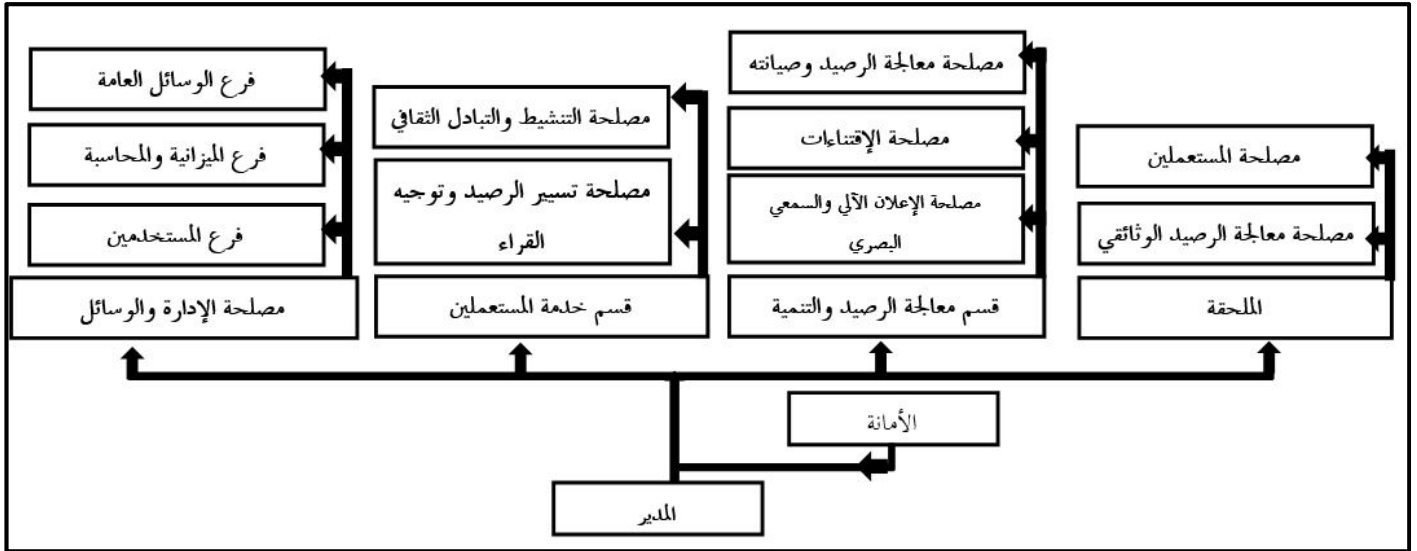 مصلحة معالجة الرصيد وصيانته
مصلحة الإقتناءات
مصلحة الإعلان الآلي والسمعي
البصري
قسم معالجة الرصيد والتنمية
مصلحة المستعملين
مصلحة معالجة الرصيد الوثائقي
الملحقة
مصلحة التنشيط والتبادل الثقافي
مصلحة تسيير الرصيد وتوجيه
القراء
قسم خدمة المستعملين
فرع الوسائل العامة
فرع الميزانية والمحاسبة
فرع المستخدمين
مصلحة الإدارة والوسائل
الأمانة
المدير